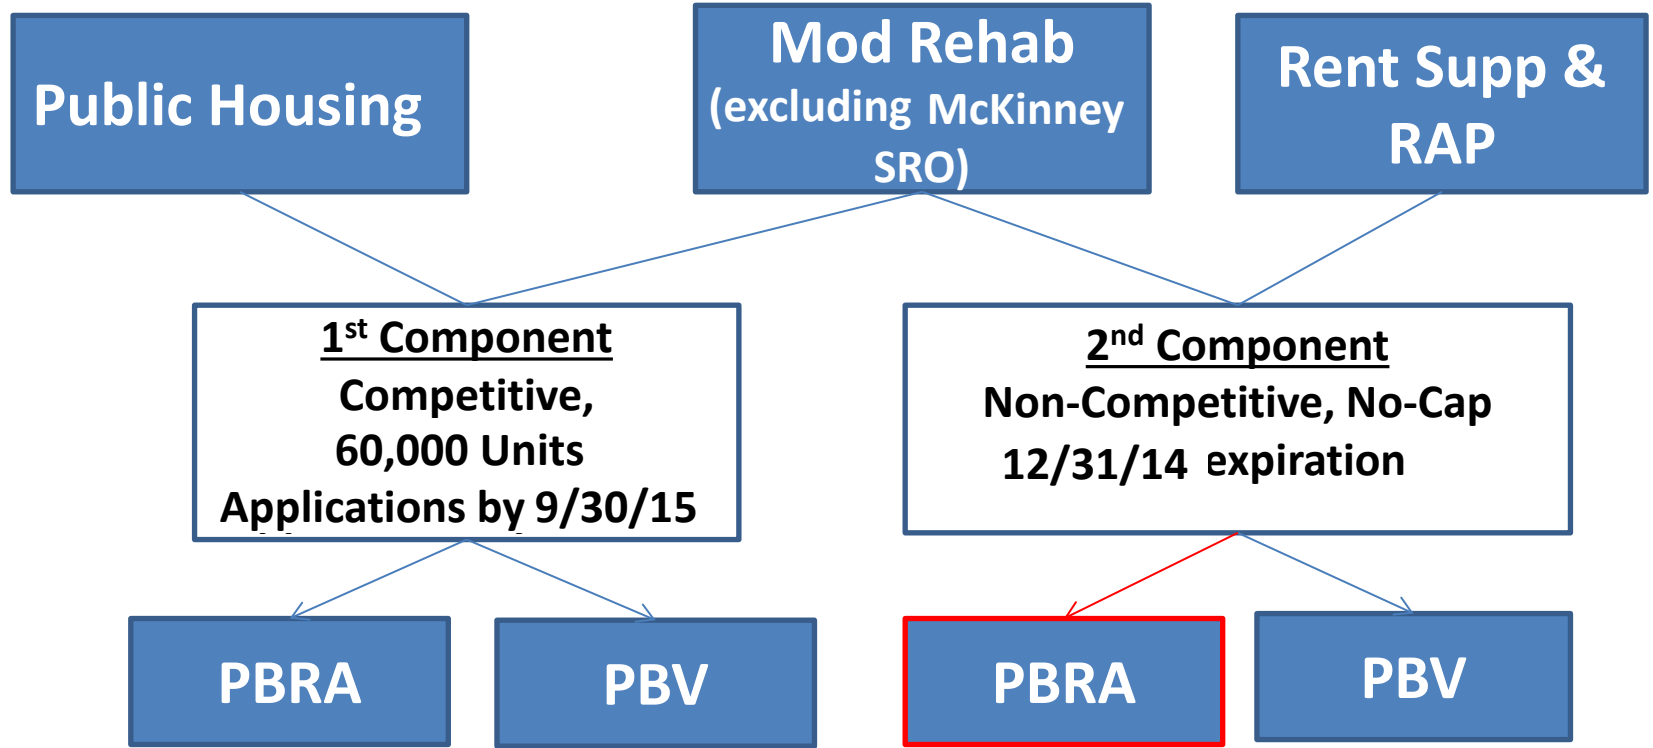 Public Housing
Mod Rehab
(excluding McKinney
SRO)
Rent Supp &
RAP
1st Component
Competitive,
60,000 Units
Applications by 9/30/15
2nd Component
Non-Competitive, No-Cap
12/31/14 expiration
PBRA
PBV
PBRA
PBV